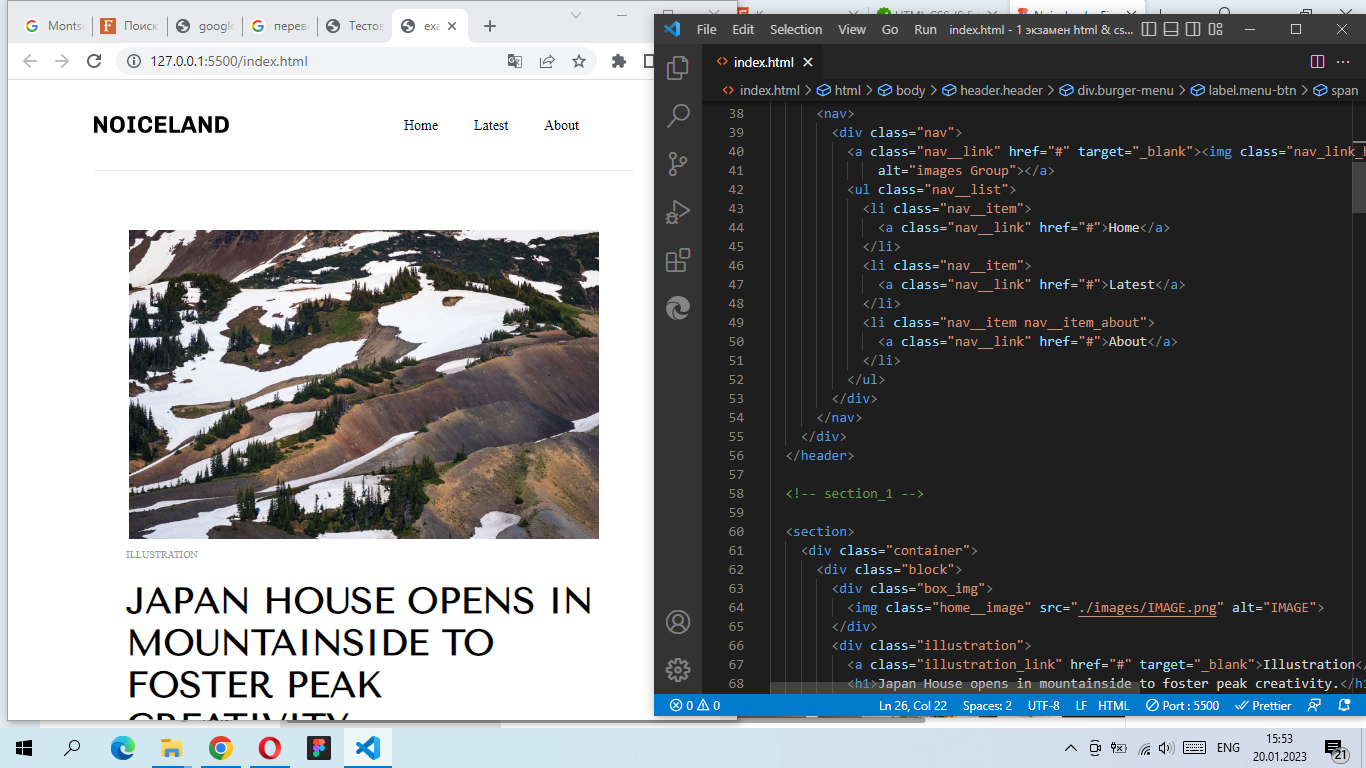 Montse
Поиск
google
перев
Тестов
exa
127.0.0.1:5500/index.html
NOICELAND
Home Latest About
ILLUSTRATION
JAPAN HOUSE OPENS IN
MOUNTAINSIDE TO
FOSTER PEAK
CREATIVITY
File Edit Selection View Go Run index.html - 1 экзамен html & cs...
index.html
index.html > html > body > header.header > div.burger-menu > label.menu-btn > span
38 <nav>
39 <div class="nav">
40 <a class="nav__link" href="#" target="_blank"><img class="nav_link_
41 alt="images Group"></a>
42 <ul class="nav__list">
43 <li class="nav__item">
44 <a class="nav__link" href="#">Home</a>
45 </li>
46 <li class="nav__item">
47 <a class="nav__link" href="#">Latest</a>
48 </li>
49 <li class="nav__item nav__item_about">
50 <a class="nav__link" href="#">About</a>
51 </li>
52 </ul>
53 </div>
54 </nav>
55 </div>
56 </header>
57
58 <!-- section_1 -->
59
60 <section>
61 <div class="container">
62 <div class="block">
63 <div class="box_img">
64 <img class="home__image" src="./images/IMAGE.png" alt="IMAGE">
65 </div>
66 <div class="illustration">
67 <a class="illustration_link" href="#" target="_blank">Illustration</
68 <h1>Japan House opens in mountainside to foster peak creativity.</h1
0 0 Ln 26, Col 22 Spaces: 2 UTF-8 LF HTML Port : 5500 Prettier
ENG
15:53
20.01.2023
21